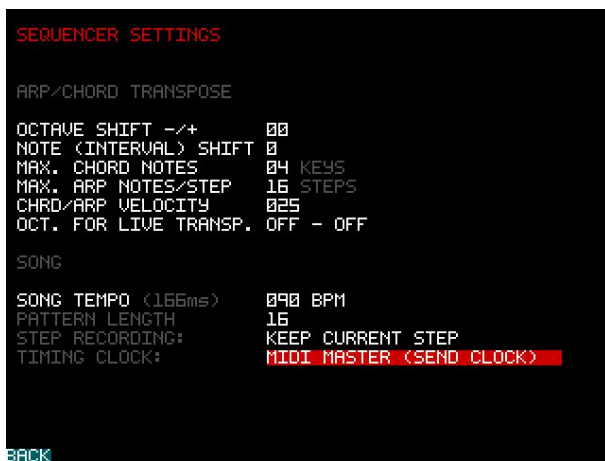 SEQUENCER SETTINGS
ARP/CHORD TRANSPOSE
OCTAVE SHIFT -/+ 00
NOTE (INTERVAL) SHIFT 0
MAX. CHORD NOTES 04 KEYS
MAX. ARP NOTES/STEP 16 STEPS
CHRD/ARP VELOCITY 025
OCT. FOR LIVE TRANSP. OFF - OFF
SONG
SONG TEMPO (166ms) 090 BPM
PATTERN LENGTH 16
STEP RECORDING: KEEP CURRENT STEP
TIMING CLOCK: MIDI MASTER (SEND CLOCK)
BACK